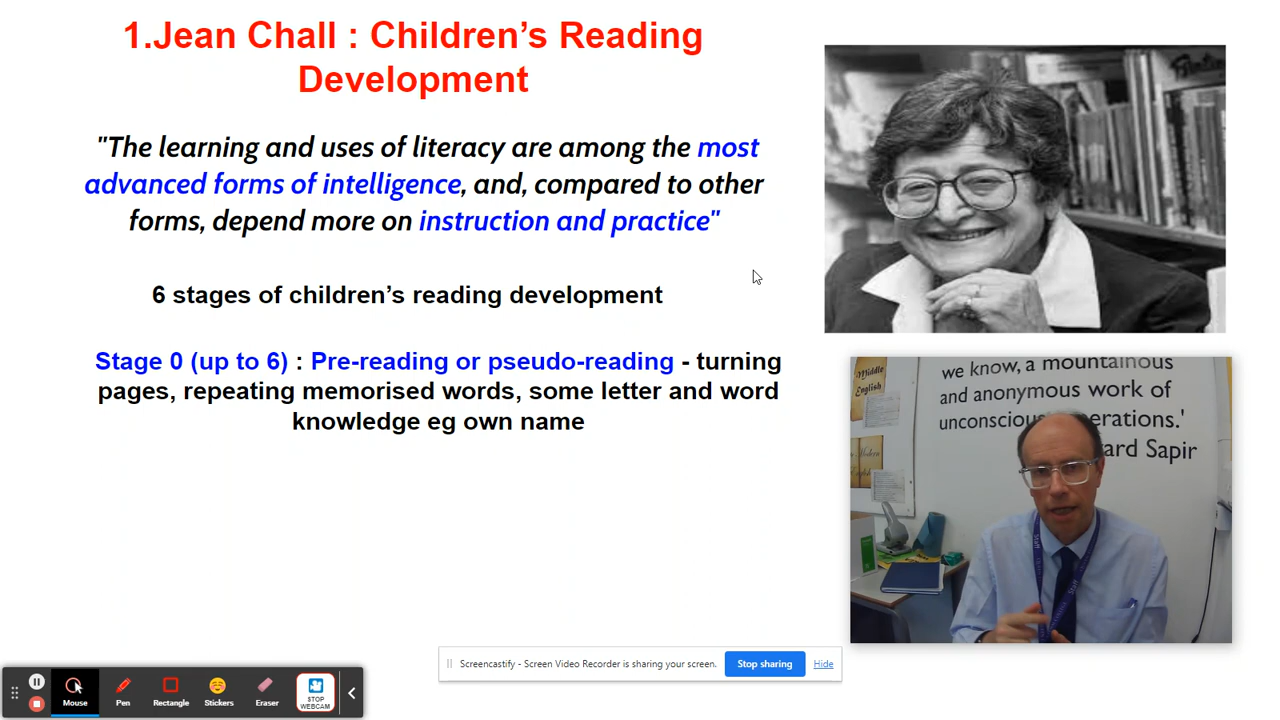 1.Jean Chall : Children’s Reading
Development
"The learning and uses of literacy are among the most
advanced forms of intelligence, and, compared to other
forms, depend more on instruction and practice"
6 stages of children’s reading development
Stage 0 (up to 6) : Pre-reading or pseudo-reading - turning
pages, repeating memorised words, some letter and word
knowledge eg own name
Middle
English
we know, a mountainous
and anonymous work of
unconscious erations.'
ard Sapir
Modern
STAFF
Screencastify - Screen Video Recorder is sharing your screen.
Stop sharing
Hide
Mouse
Pen
Rectangle
Stickers
Eraser
STOP
WEBCAM